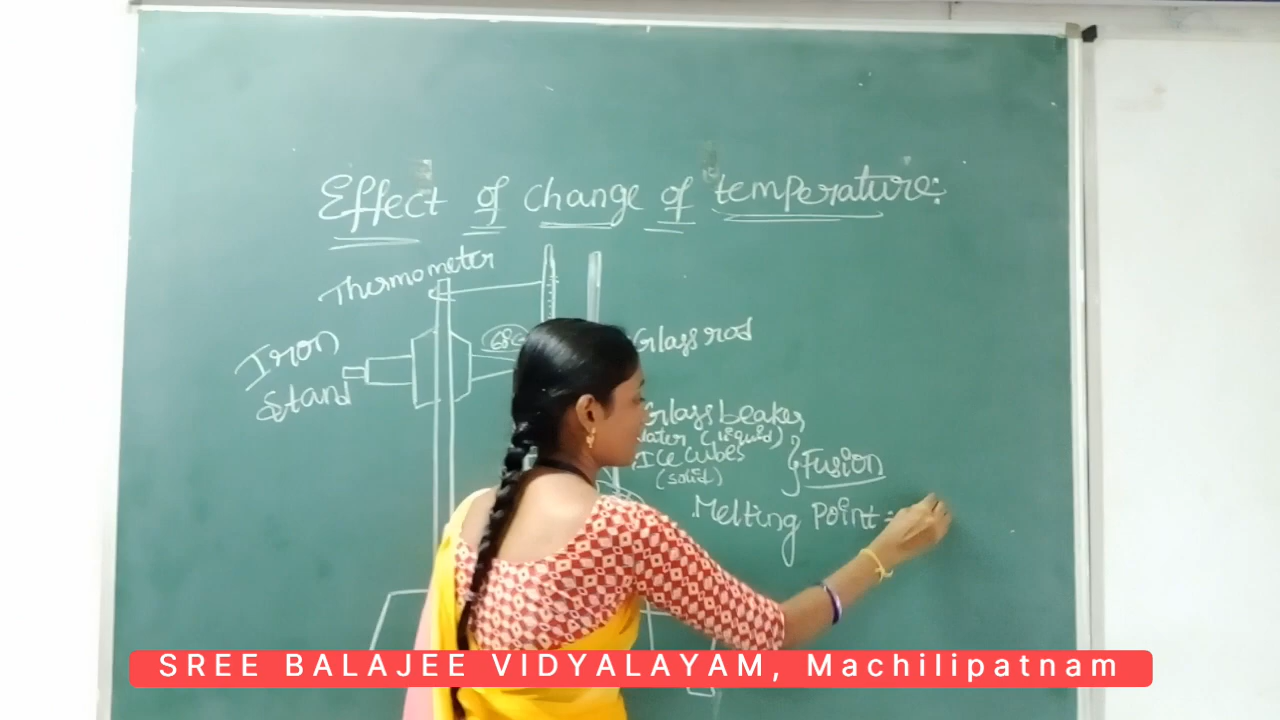 Effect of change of temperature:
Thermometer
Iron
Stand
Glass rod
Glass beaker
Water (liquid)
Ice cubes
(solid)
} Fusion
Melting Point =
SREE BALAJEE VIDYALAYAM, Machilipatnam